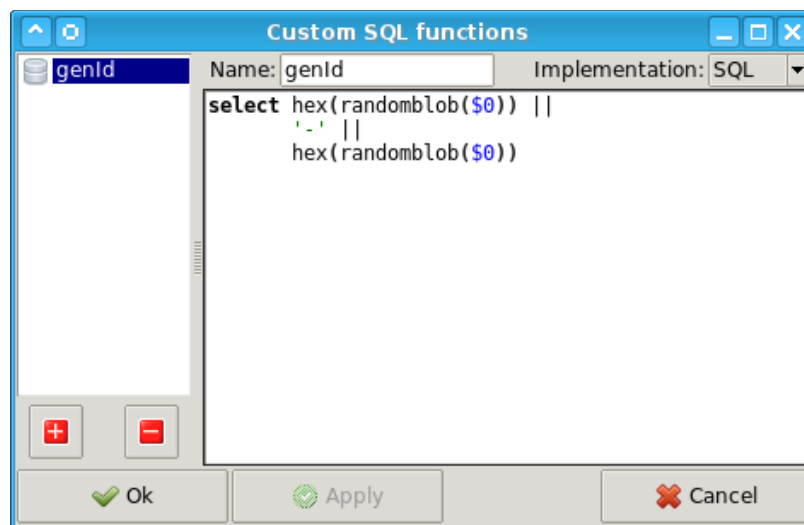 Custom SQL functions
genId
Name: genId Implementation: SQL
select hex(randomblob($0)) ||
'-' ||
hex(randomblob($0))
Ok Apply Cancel